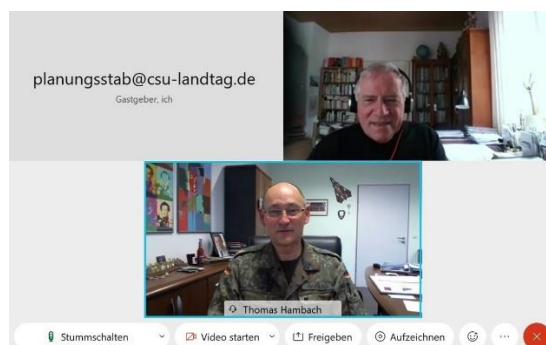 planungsstab@csu-landtag.de
Gastgeber, ich
Thomas Hambach
Stummschalten
Video starten
Freigeben
Aufzeichnen